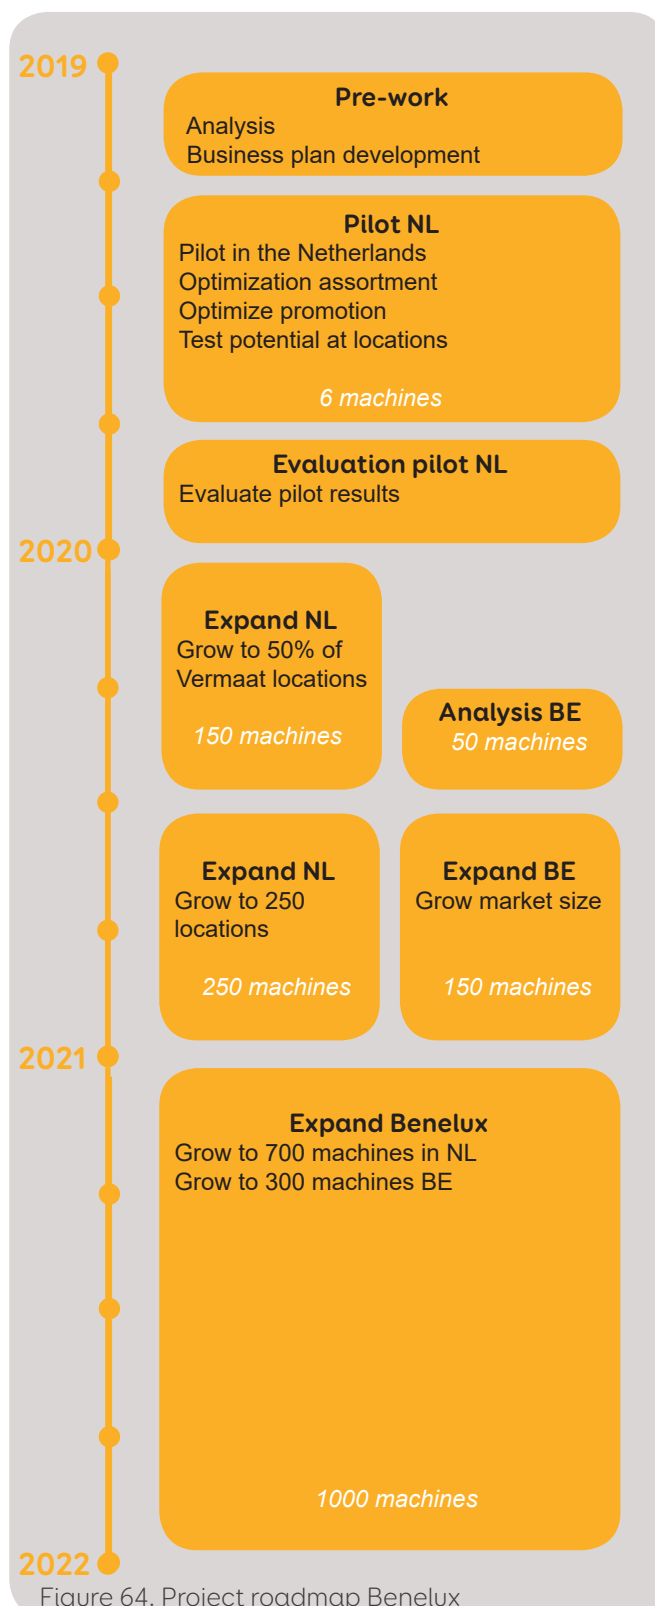 2019
Pre-work
Analysis
Business plan development
Pilot NL
Pilot in the Netherlands
Optimization assortment
Optimize promotion
Test potential at locations
6 machines
Evaluation pilot NL
Evaluate pilot results
2020
Expand NL
Grow to 50% of
Vermaat locations
150 machines
Analysis BE
50 machines
Expand NL
Grow to 250
locations
250 machines
Expand BE
Grow market size
150 machines
2021
Expand Benelux
Grow to 700 machines in NL
Grow to 300 machines BE
1000 machines
2022
Figure 64. Project roadmap Benelux